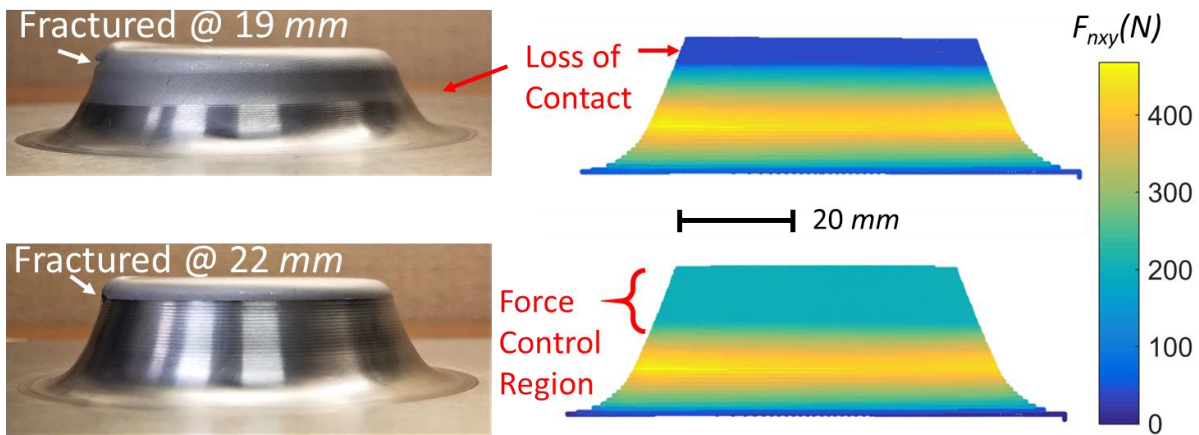 Fractured @ 19 mm
Loss of
Contact
F_nxy(N)
400
300
200
100
0
20 mm
Fractured @ 22 mm
Force
Control
Region